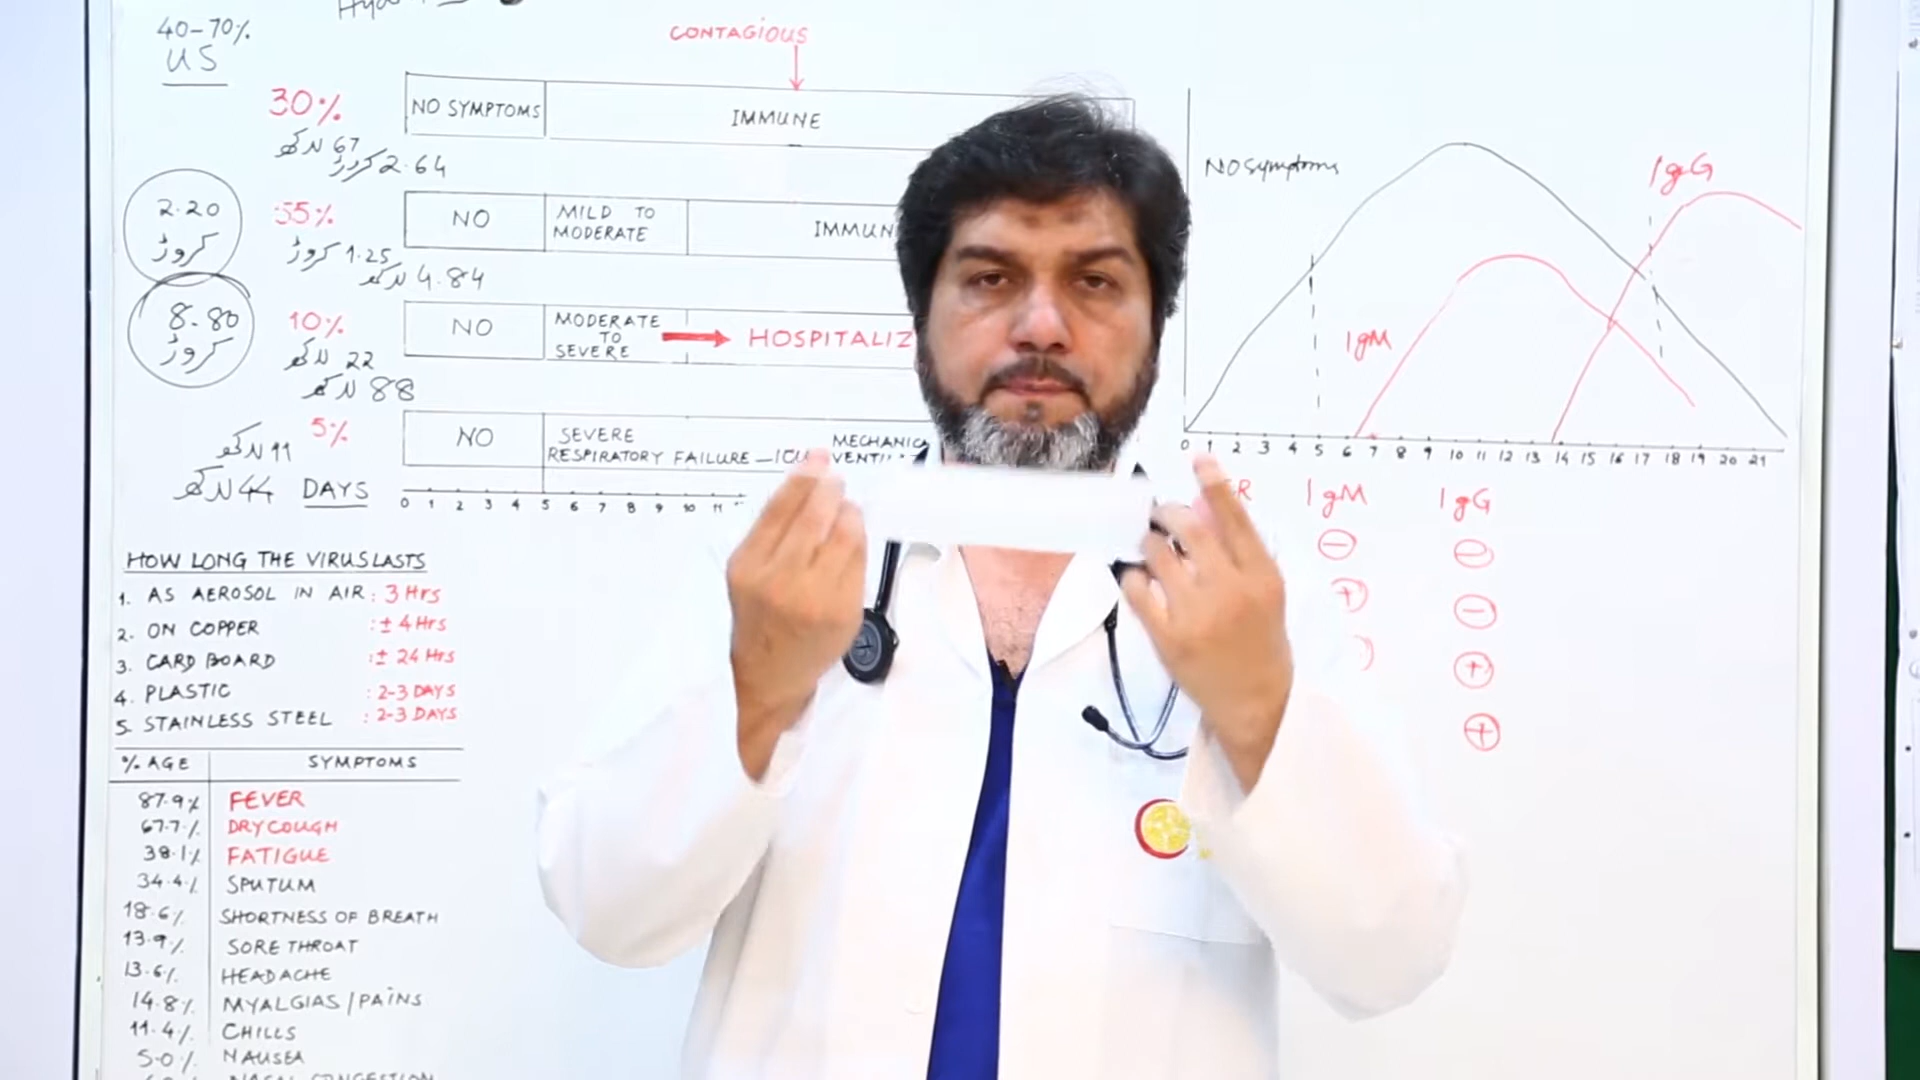 40-70%
US
CONTAGIOUS
30%
67 لاکھ
2.64 کروڑ
NO SYMPTOMS
IMMUNE
2.20
کروڑ
55%
1.25 کروڑ
4.84 لاکھ
NO
MILD TO
MODERATE
IMMUN
8.80
کروڑ
10%
22 لاکھ
88 لاکھ
NO
MODERATE
TO
SEVERE
HOSPITALIZ
5%
11 لاکھ
44 لاکھ
NO
SEVERE
RESPIRATORY FAILURE - ICU
MECHANICA
DAYS
0 1 2 3 4 5 6 7 8 9 10 11
HOW LONG THE VIRUS LASTS
1. AS AEROSOL IN AIR : 3 Hrs
2. ON COPPER : ± 4 Hrs
3. CARD BOARD : ± 24 Hrs
4. PLASTIC : 2-3 DAYS
5. STAINLESS STEEL : 2-3 DAYS
% AGE SYMPTOMS
87.9% FEVER
67.7% DRY COUGH
38.1% FATIGUE
34.4% SPUTUM
18.6% SHORTNESS OF BREATH
13.9% SORE THROAT
13.6% HEADACHE
14.8% MYALGIAS/PAINS
11.4% CHILLS
5.0% NAUSEA
NASAL CONGESTION
No Symptoms
IgG
IgM
0 1 2 3 4 5 6 7 8 9 10 11 12 13 14 15 16 17 18 19 20 21
IgM IgG
- -
+ -
+
+